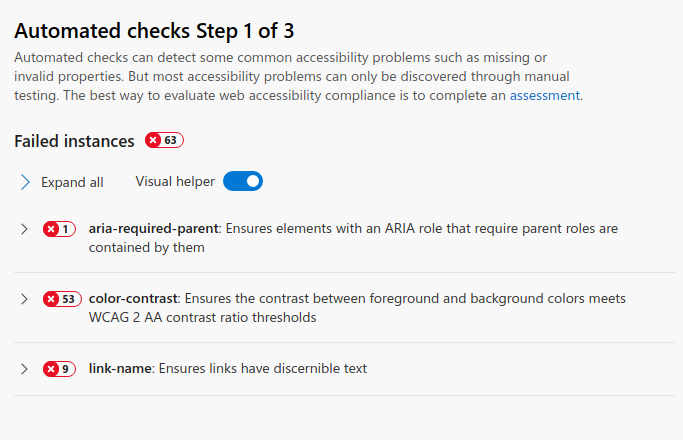 Automated checks Step 1 of 3
Automated checks can detect some common accessibility problems such as missing or
invalid properties. But most accessibility problems can only be discovered through manual
testing. The best way to evaluate web accessibility compliance is to complete an assessment.
Failed instances 63
Expand all Visual helper
1 aria-required-parent: Ensures elements with an ARIA role that require parent roles are
contained by them
53 color-contrast: Ensures the contrast between foreground and background colors meets
WCAG 2 AA contrast ratio thresholds
9 link-name: Ensures links have discernible text